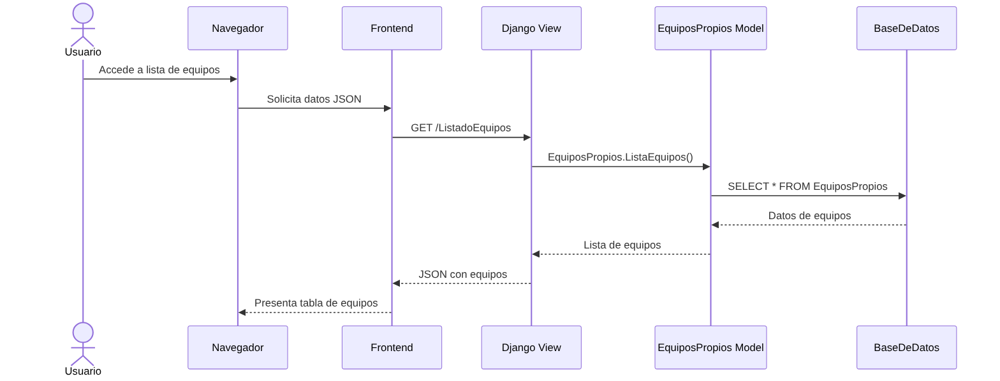 Usuario
Navegador
Frontend
Django View
EquiposPropios Model
BaseDeDatos
Accede a lista de equipos
Solicita datos JSON
GET /ListadoEquipos
EquiposPropios.ListaEquipos()
SELECT * FROM EquiposPropios
Datos de equipos
Lista de equipos
JSON con equipos
Presenta tabla de equipos
Usuario
Navegador
Frontend
Django View
EquiposPropios Model
BaseDeDatos